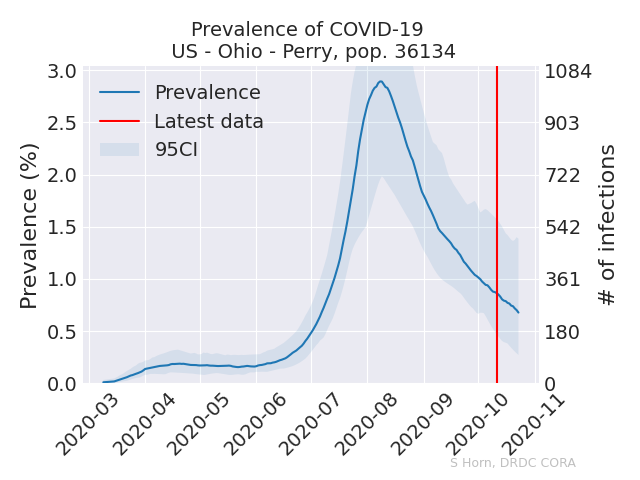 Prevalence of COVID-19
US - Ohio - Perry, pop. 36134
Prevalence
Latest data
95CI
Prevalence (%)
3.0
2.5
2.0
1.5
1.0
0.5
0.0
1084
903
722
542
361
180
0
# of infections
2020-03
2020-04
2020-05
2020-06
2020-07
2020-08
2020-09
2020-10
2020-11
S Horn, DRDC CORA